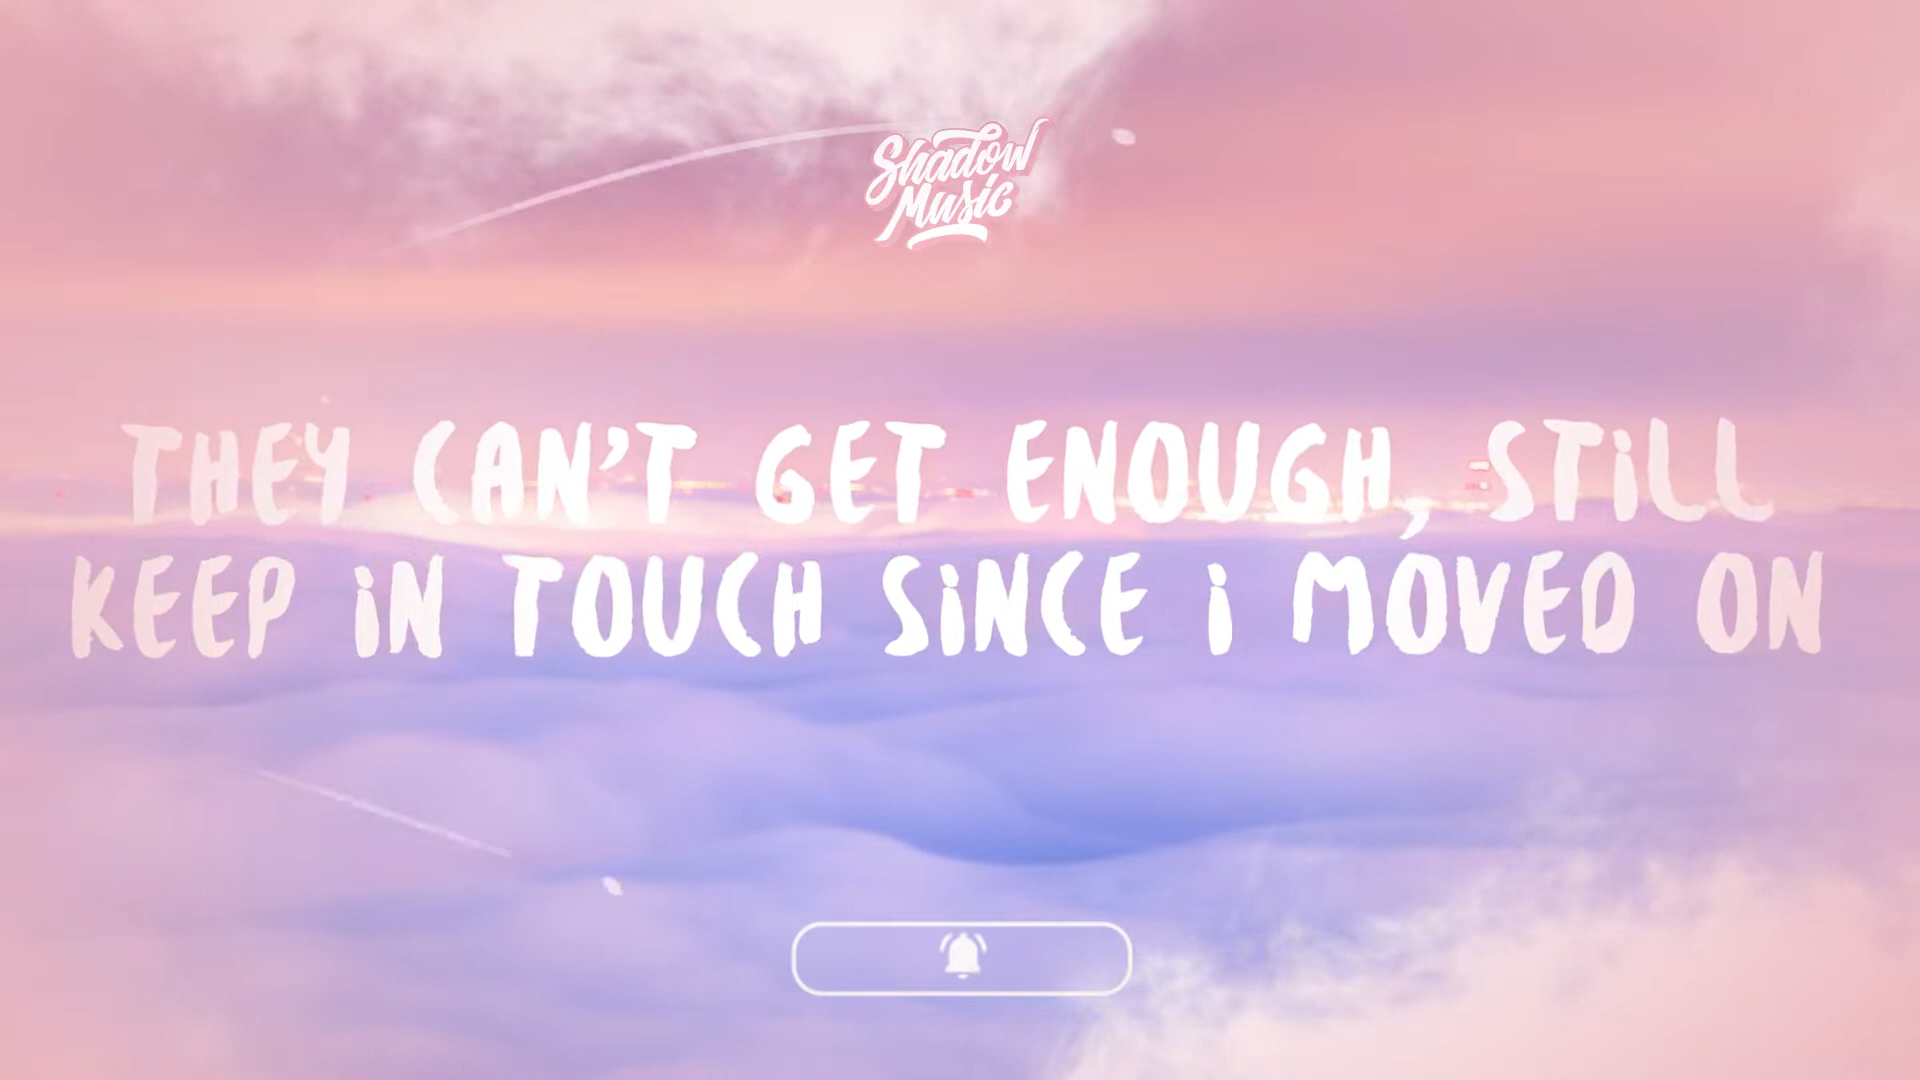 Shadow
Music
THEY CAN'T GET ENOUGH, STiLL
KEEP iN TOUCH SiNCE i MOVED ON